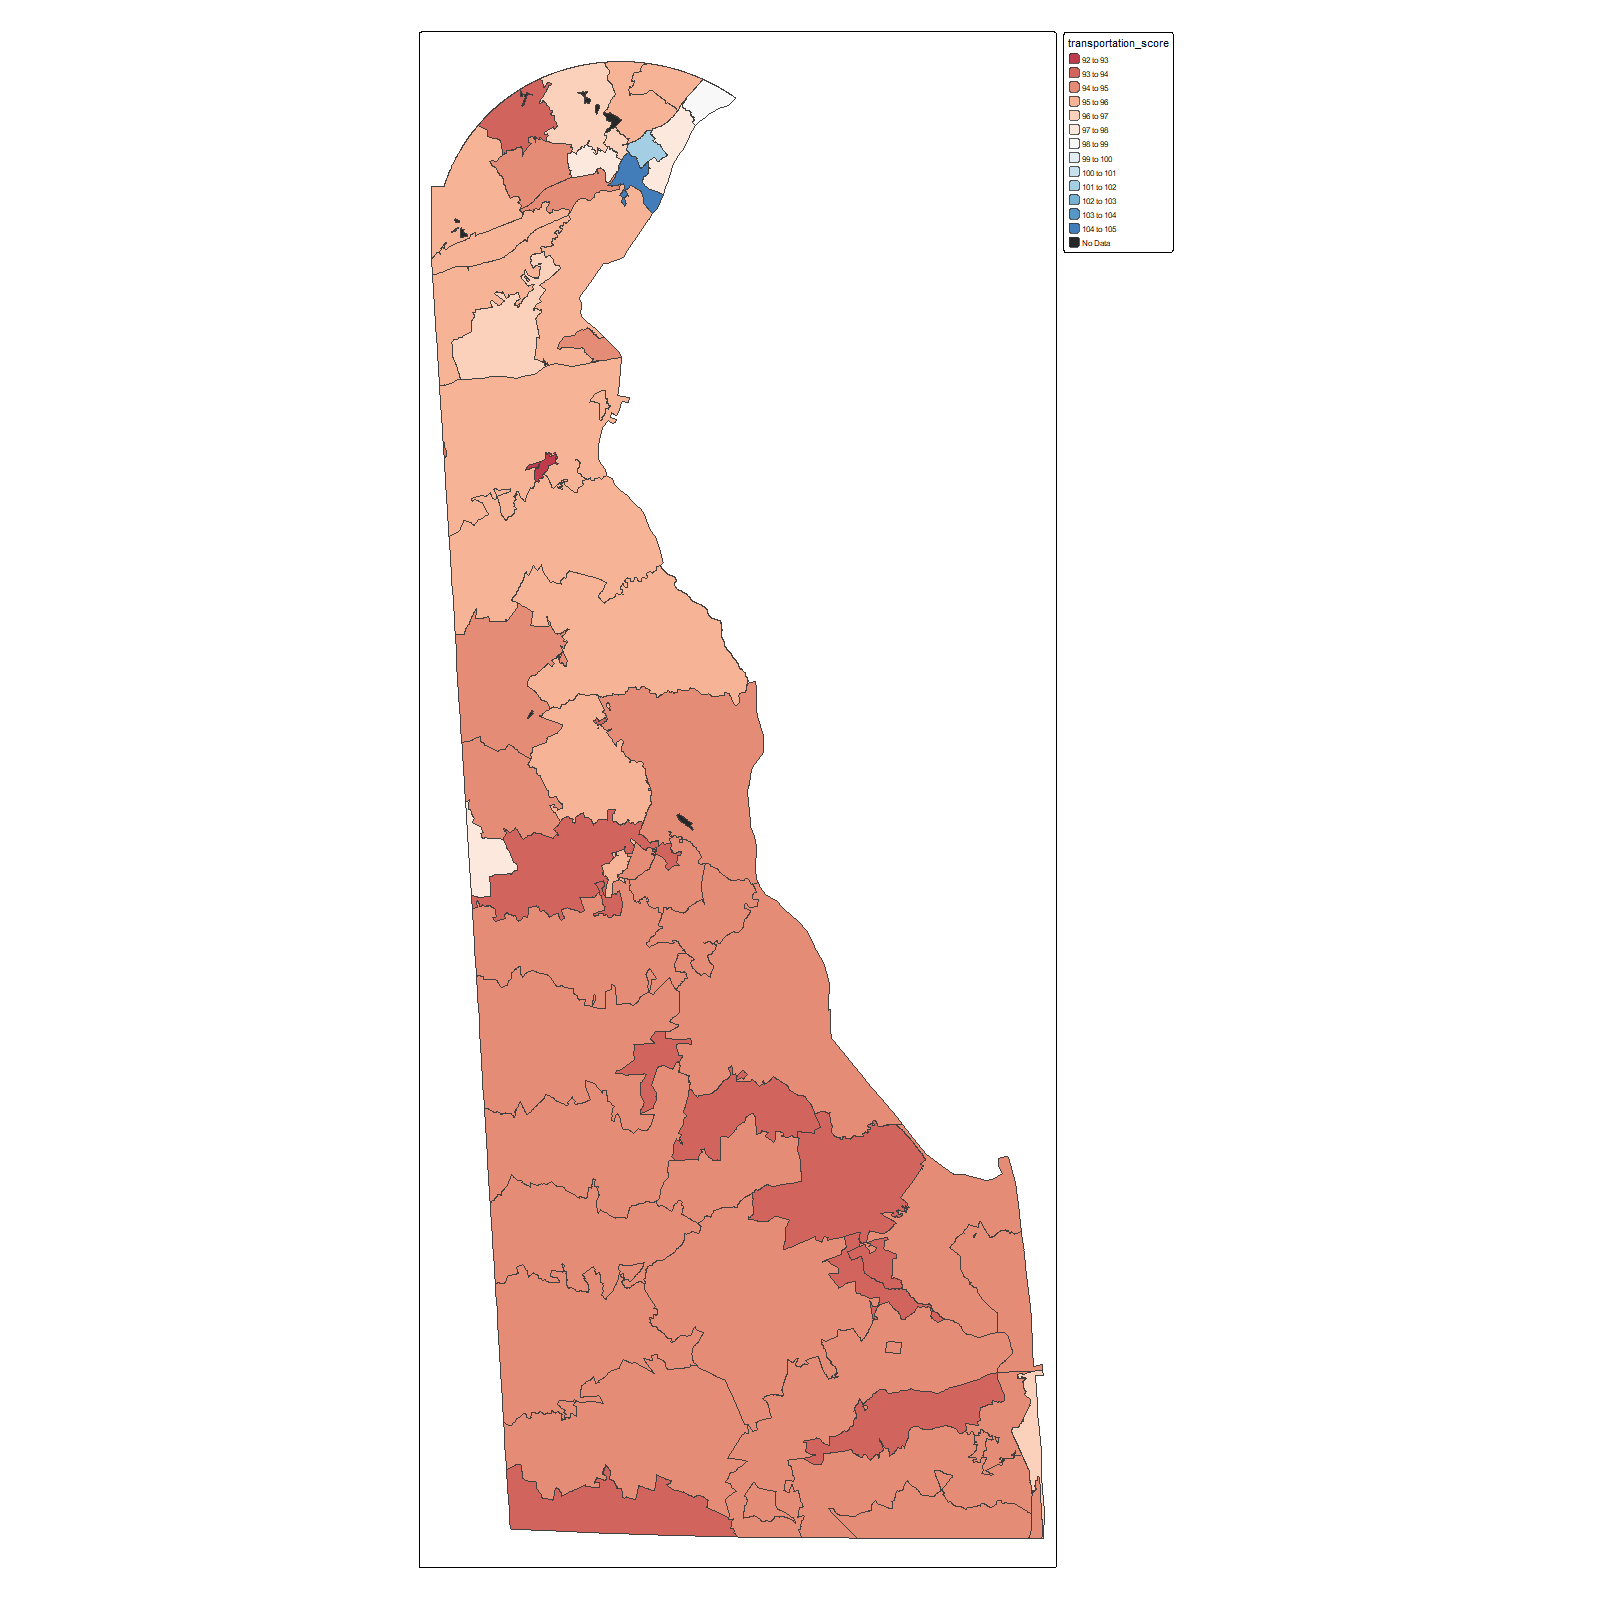 transportation_score
92 to 93
93 to 94
94 to 95
95 to 96
96 to 97
97 to 98
98 to 99
99 to 100
100 to 101
101 to 102
102 to 103
103 to 104
104 to 105
No Data